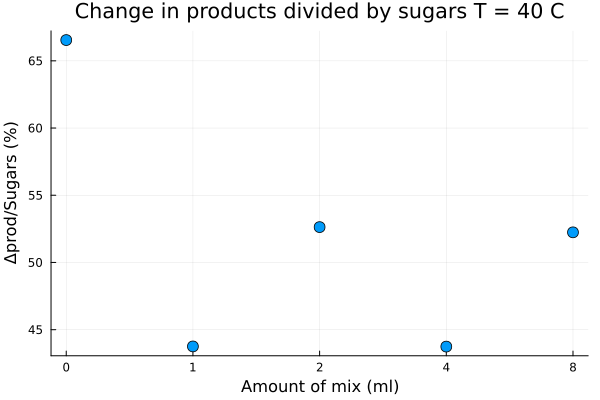 Change in products divided by sugars T = 40 C
65
60
55
50
45
Δprod/Sugars (%)
0 1 2 4 8
Amount of mix (ml)